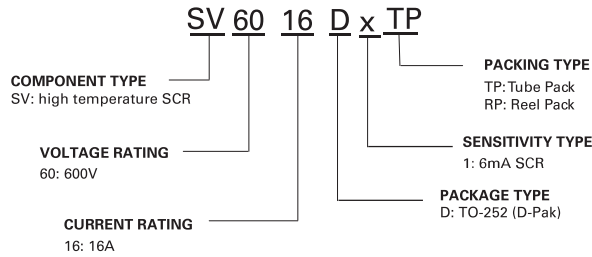 SV 60 16 D x TP
COMPONENT TYPE
SV: high temperature SCR
VOLTAGE RATING
60: 600V
CURRENT RATING
16: 16A
PACKING TYPE
TP: Tube Pack
RP: Reel Pack
SENSITIVITY TYPE
1: 6mA SCR
PACKAGE TYPE
D: TO-252 (D-Pak)